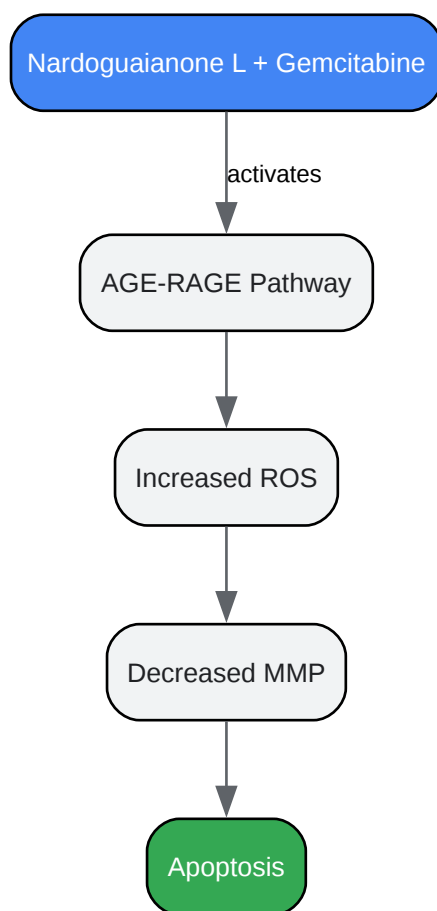 Nardoguaianone L + Gemcitabine
activates
AGE-RAGE Pathway
Increased ROS
Decreased MMP
Apoptosis